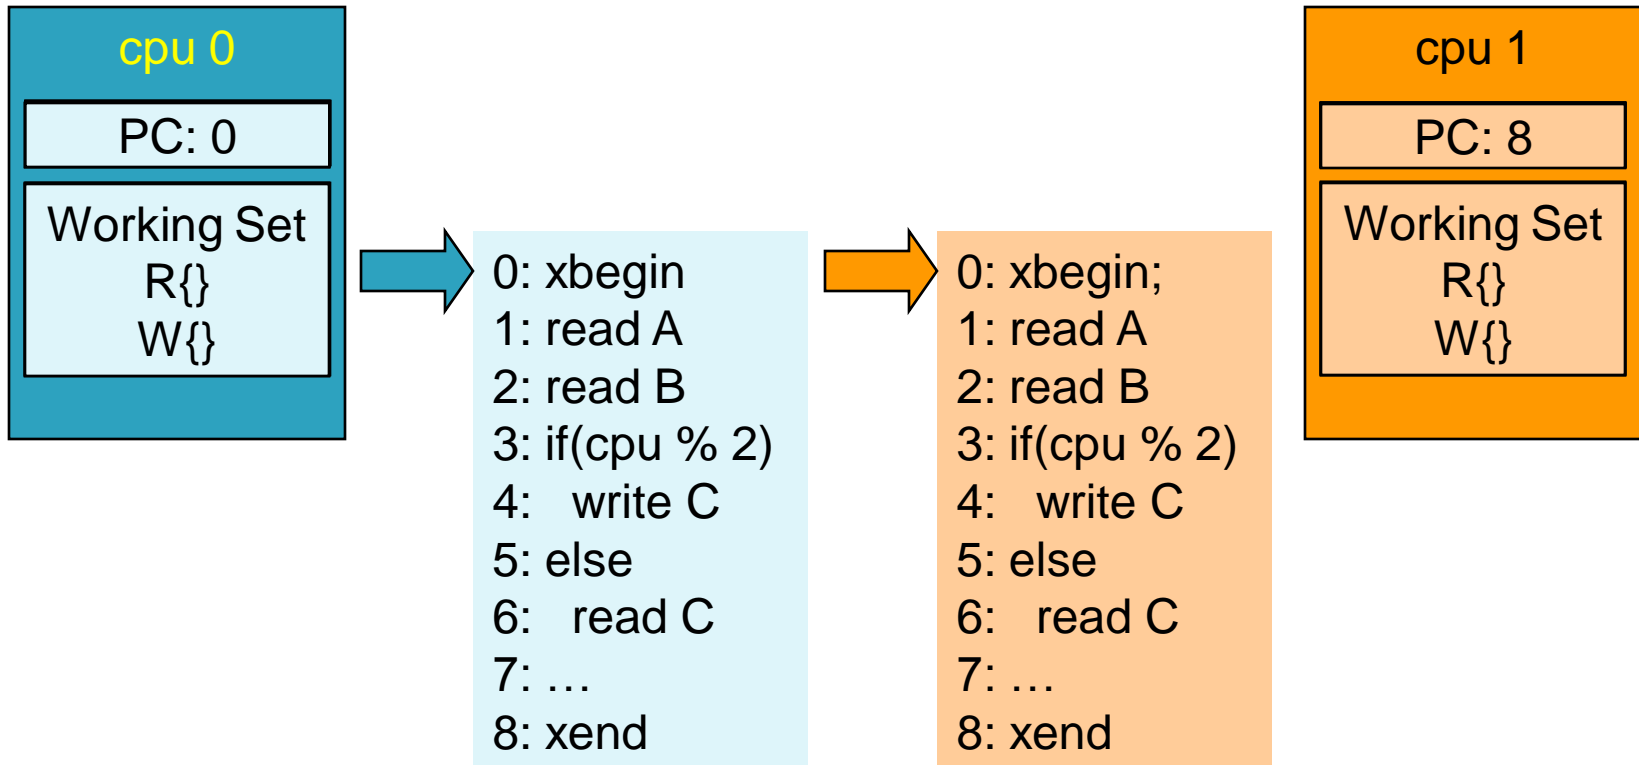 cpu 0
PC: 0
Working Set
R{}
W{}
0: xbegin
1: read A
2: read B
3: if(cpu % 2)
4: write C
5: else
6: read C
7: …
8: xend
0: xbegin;
1: read A
2: read B
3: if(cpu % 2)
4: write C
5: else
6: read C
7: …
8: xend
cpu 1
PC: 8
Working Set
R{}
W{}